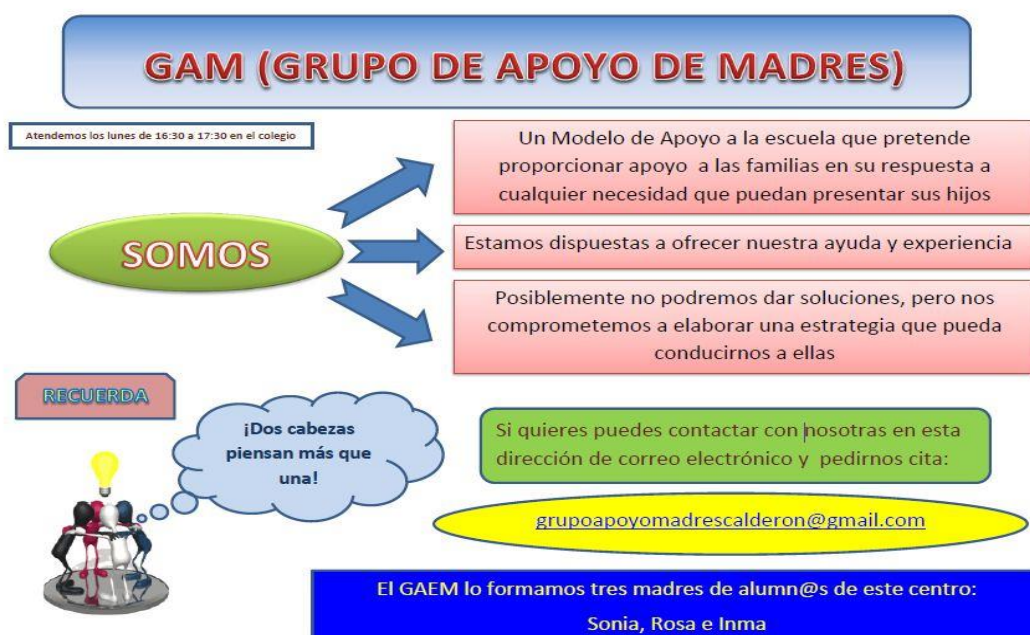 GAM (GRUPO DE APOYO DE MADRES)
Atendemos los lunes de 16:30 a 17:30 en el colegio
SOMOS
Un Modelo de Apoyo a la escuela que pretende
proporcionar apoyo a las familias en su respuesta a
cualquier necesidad que puedan presentar sus hijos
Estamos dispuestas a ofrecer nuestra ayuda y experiencia
Posiblemente no podremos dar soluciones, pero nos
comprometemos a elaborar una estrategia que pueda
conducirnos a ellas
RECUERDA
¡Dos cabezas
piensan más que
una!
Si quieres puedes contactar con nosotras en esta
dirección de correo electrónico y pedirnos cita:
grupoapoyomadrescalderon@gmail.com
El GAEM lo formamos tres madres de alumn@s de este centro:
Sonia, Rosa e Inma